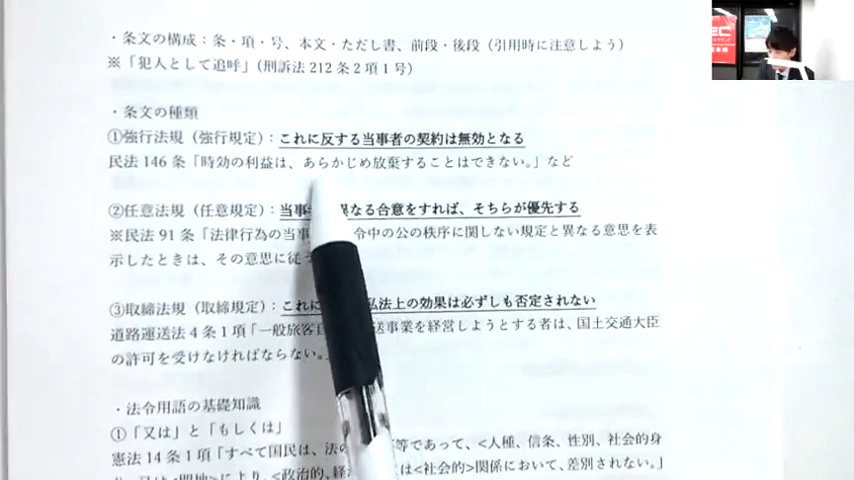 ・条文の構成：条・項・号、本文・ただし書、前段・後段（引用時に注意しよう）
※「犯人として追呼」（刑訴法 212 条 2 項 1 号）
・条文の種類
①強行法規（強行規定）：これに反する当事者の契約は無効となる
民法 146 条「時効の利益は、あらかじめ放棄することはできない。」など
②任意法規（任意規定）：当事 異なる合意をすれば、そちらが優先する
※民法 91 条「法律行為の当事 令中の公の秩序に関しない規定と異なる意思を表
示したときは、その意思に従う
③取締法規（取締規定）：これに 私法上の効果は必ずしも否定されない
道路運送法 4 条 1 項「一般旅客自 送事業を経営しようとする者は、国土交通大臣
の許可を受けなければならない。
・法令用語の基礎知識
①「又は」と「もしくは」
憲法 14 条 1 項「すべて国民は、法の 等であって、<人種、信条、性別、社会的身
又は<門地>により、<政治的、経 は<社会的>関係において、差別されない。」